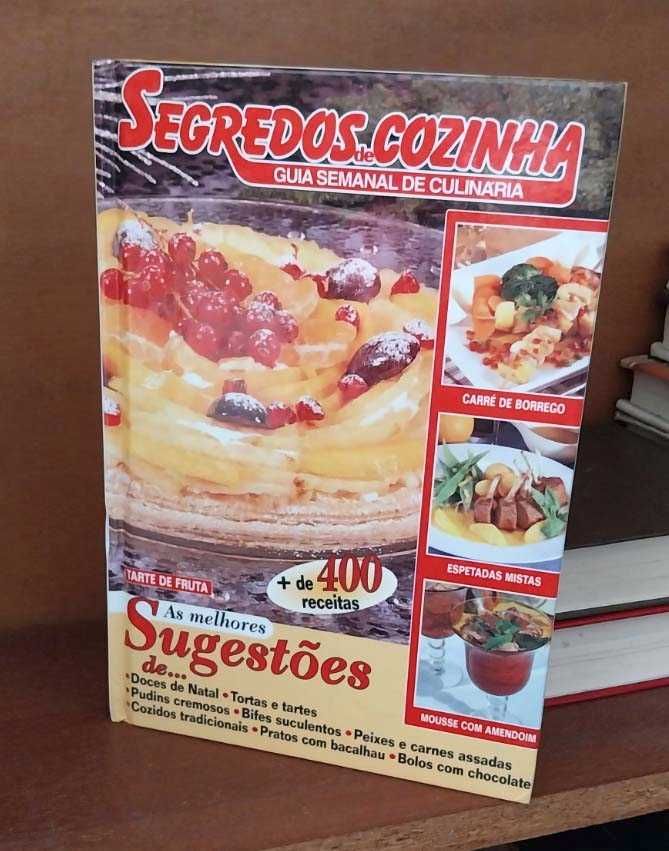 SEGREDOS de COZINHA
GUIA SEMANAL DE CULINÁRIA
CARRÉ DE BORREGO
ESPETADAS MISTAS
MOUSSE COM AMENDOIM
TARTE DE FRUTA
+ de 400
receitas
As melhores
Sugestões
de...
•Doces de Natal • Tortas e tartes
•Pudins cremosos • Bifes suculentos • Peixes e carnes assadas
•Cozidos tradicionais • Pratos com bacalhau • Bolos com chocolate